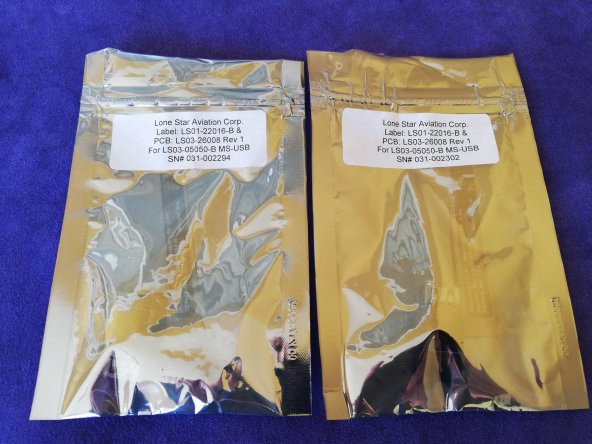 Lone Star Aviation Corp.
Label: LS01-22016-B &
PCB: LS03-26008 Rev 1
For LS03-05050-B MS-USB
SN# 031-002294
Lone Star Aviation Corp.
Label: LS01-22016-B &
PCB: LS03-26008 Rev 1
For LS03-05050-B MS-USB
SN# 031-002302